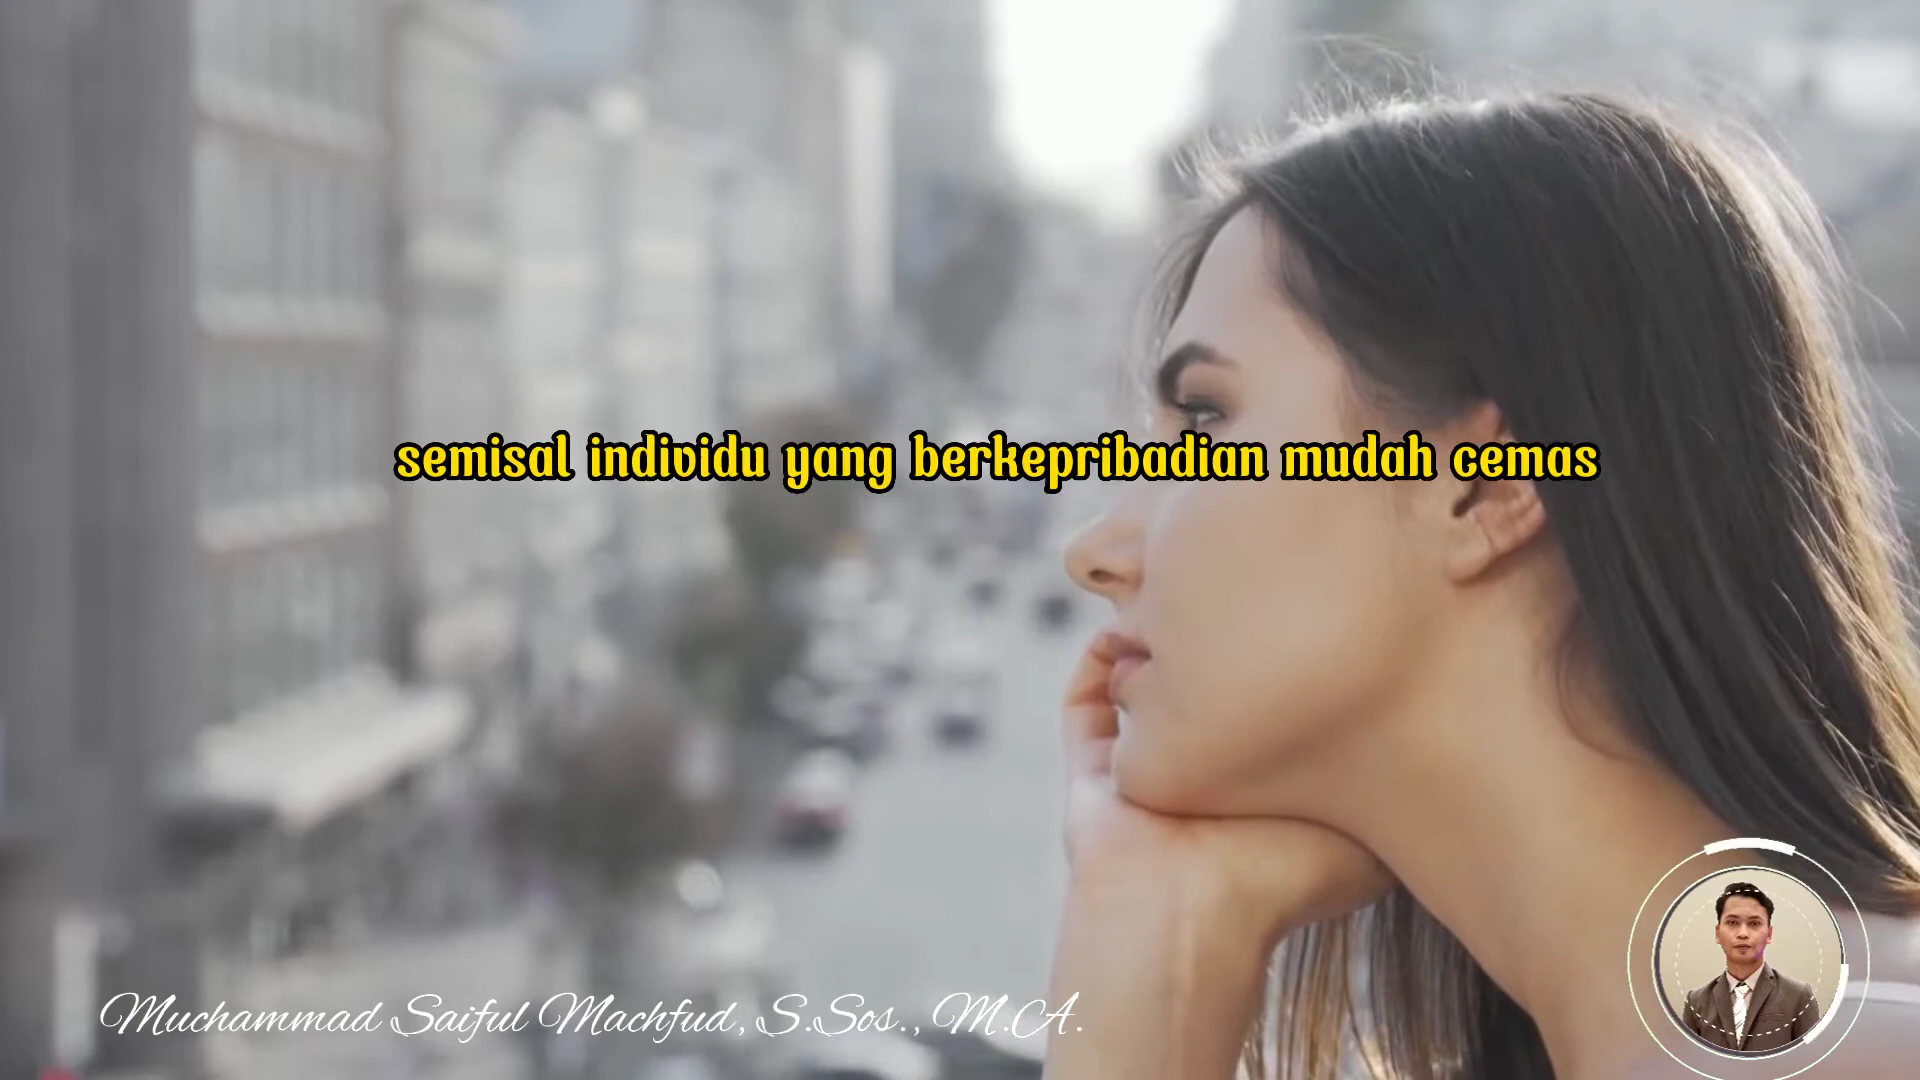 semisal individu yang berkepribadian mudah cemas
Muchammad Saiful Machfud, S.Sos., M.A.